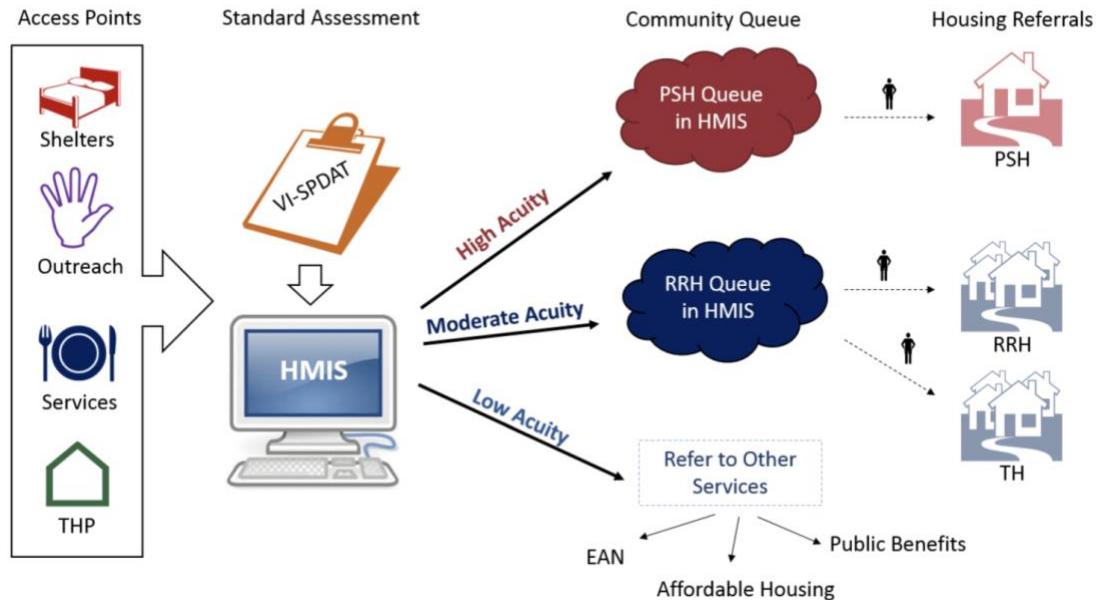 Access Points
Standard Assessment
Community Queue
Housing Referrals
Shelters
Outreach
Services
THP
VI-SPDAT
HMIS
High Acuity
Moderate Acuity
Low Acuity
PSH Queue
in HMIS
RRH Queue
in HMIS
Refer to Other
Services
EAN
Affordable Housing
Public Benefits
PSH
RRH
TH